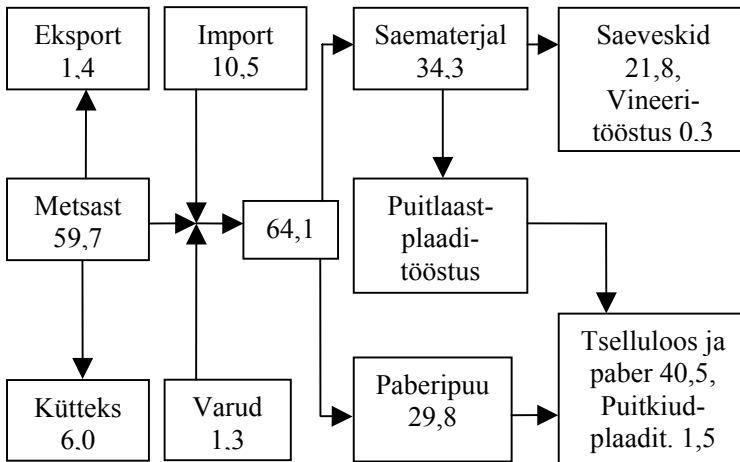 Eksport
1,4
Import
10,5
Saematerjal
34,3
Saeveskid
21,8,
Vineeri-
tööstus 0.3
Metsast
59,7
64,1
Puitlaast-
plaadi-
tööstus
Kütteks
6,0
Varud
1,3
Paberipuu
29,8
Tselluloos ja
paber 40,5,
Puitkiud-
plaadit. 1,5